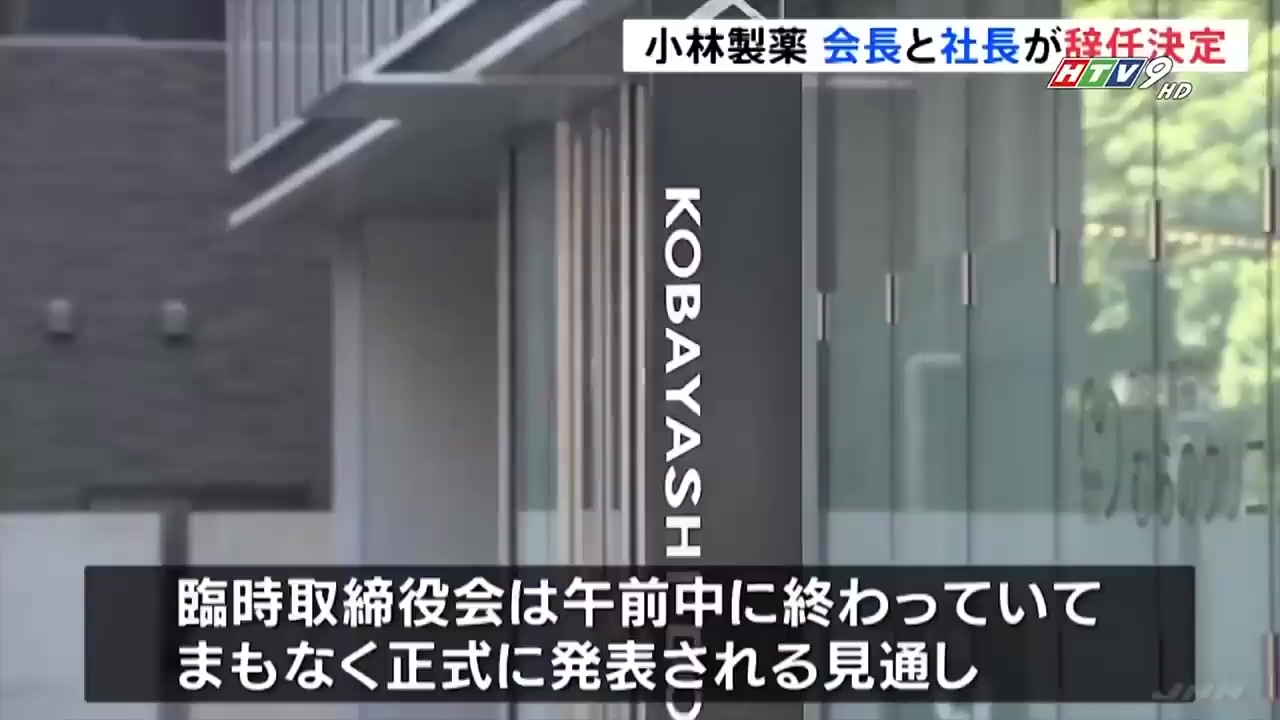 小林製薬 会長と社長が辞任決定
HTV9
HD
KOBAYASHI
臨時取締役会は午前中に終わっていて
まもなく正式に発表される見通し
JNN